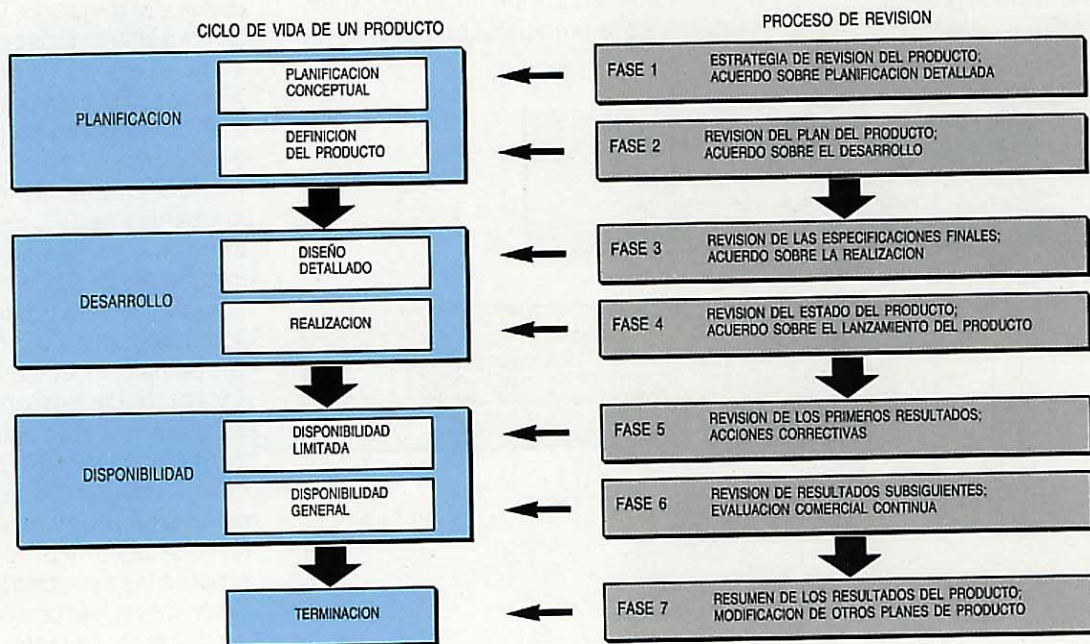 CICLO DE VIDA DE UN PRODUCTO
PLANIFICACION
PLANIFICACION
CONCEPTUAL
DEFINICION
DEL PRODUCTO
DESARROLLO
DISEÑO
DETALLADO
REALIZACION
DISPONIBILIDAD
DISPONIBILIDAD
LIMITADA
DISPONIBILIDAD
GENERAL
TERMINACION
PROCESO DE REVISION
FASE 1
ESTRATEGIA DE REVISION DEL PRODUCTO;
ACUERDO SOBRE PLANIFICACION DETALLADA
FASE 2
REVISION DEL PLAN DEL PRODUCTO;
ACUERDO SOBRE EL DESARROLLO
FASE 3
REVISION DE LAS ESPECIFICACIONES FINALES;
ACUERDO SOBRE LA REALIZACION
FASE 4
REVISION DEL ESTADO DEL PRODUCTO;
ACUERDO SOBRE EL LANZAMIENTO DEL PRODUCTO
FASE 5
REVISION DE LOS PRIMEROS RESULTADOS;
ACCIONES CORRECTIVAS
FASE 6
REVISION DE RESULTADOS SUBSIGUIENTES;
EVALUACION COMERCIAL CONTINUA
FASE 7
RESUMEN DE LOS RESULTADOS DEL PRODUCTO;
MODIFICACION DE OTROS PLANES DE PRODUCTO